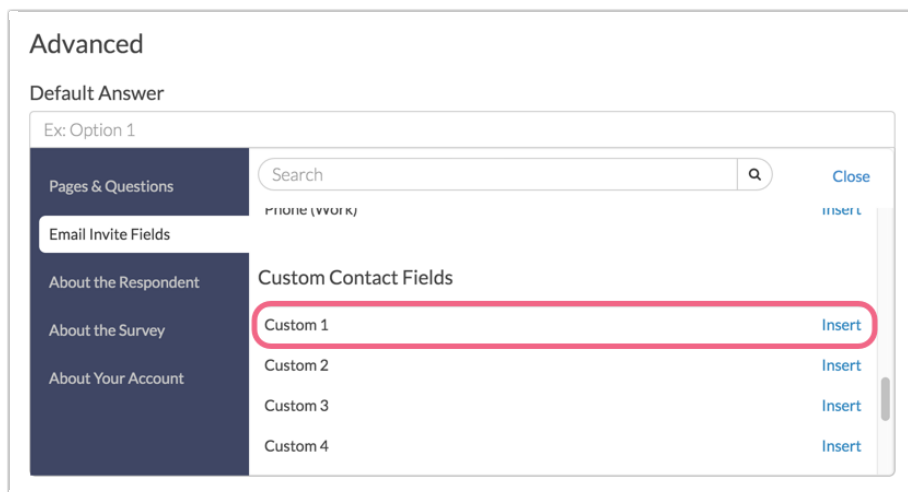 Advanced
Default Answer
Ex: Option 1
Pages & Questions
Email Invite Fields
About the Respondent
About the Survey
About Your Account
Search
Close
Phone (Work) Insert
Custom Contact Fields
Custom 1 Insert
Custom 2 Insert
Custom 3 Insert
Custom 4 Insert